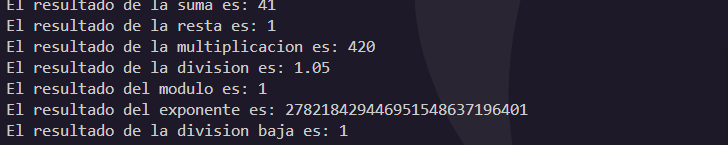 El resultado de la suma es: 41
El resultado de la resta es: 1
El resultado de la multiplicacion es: 420
El resultado de la division es: 1.05
El resultado del modulo es: 1
El resultado del exponente es: 278218429446951548637196401
El resultado de la division baja es: 1